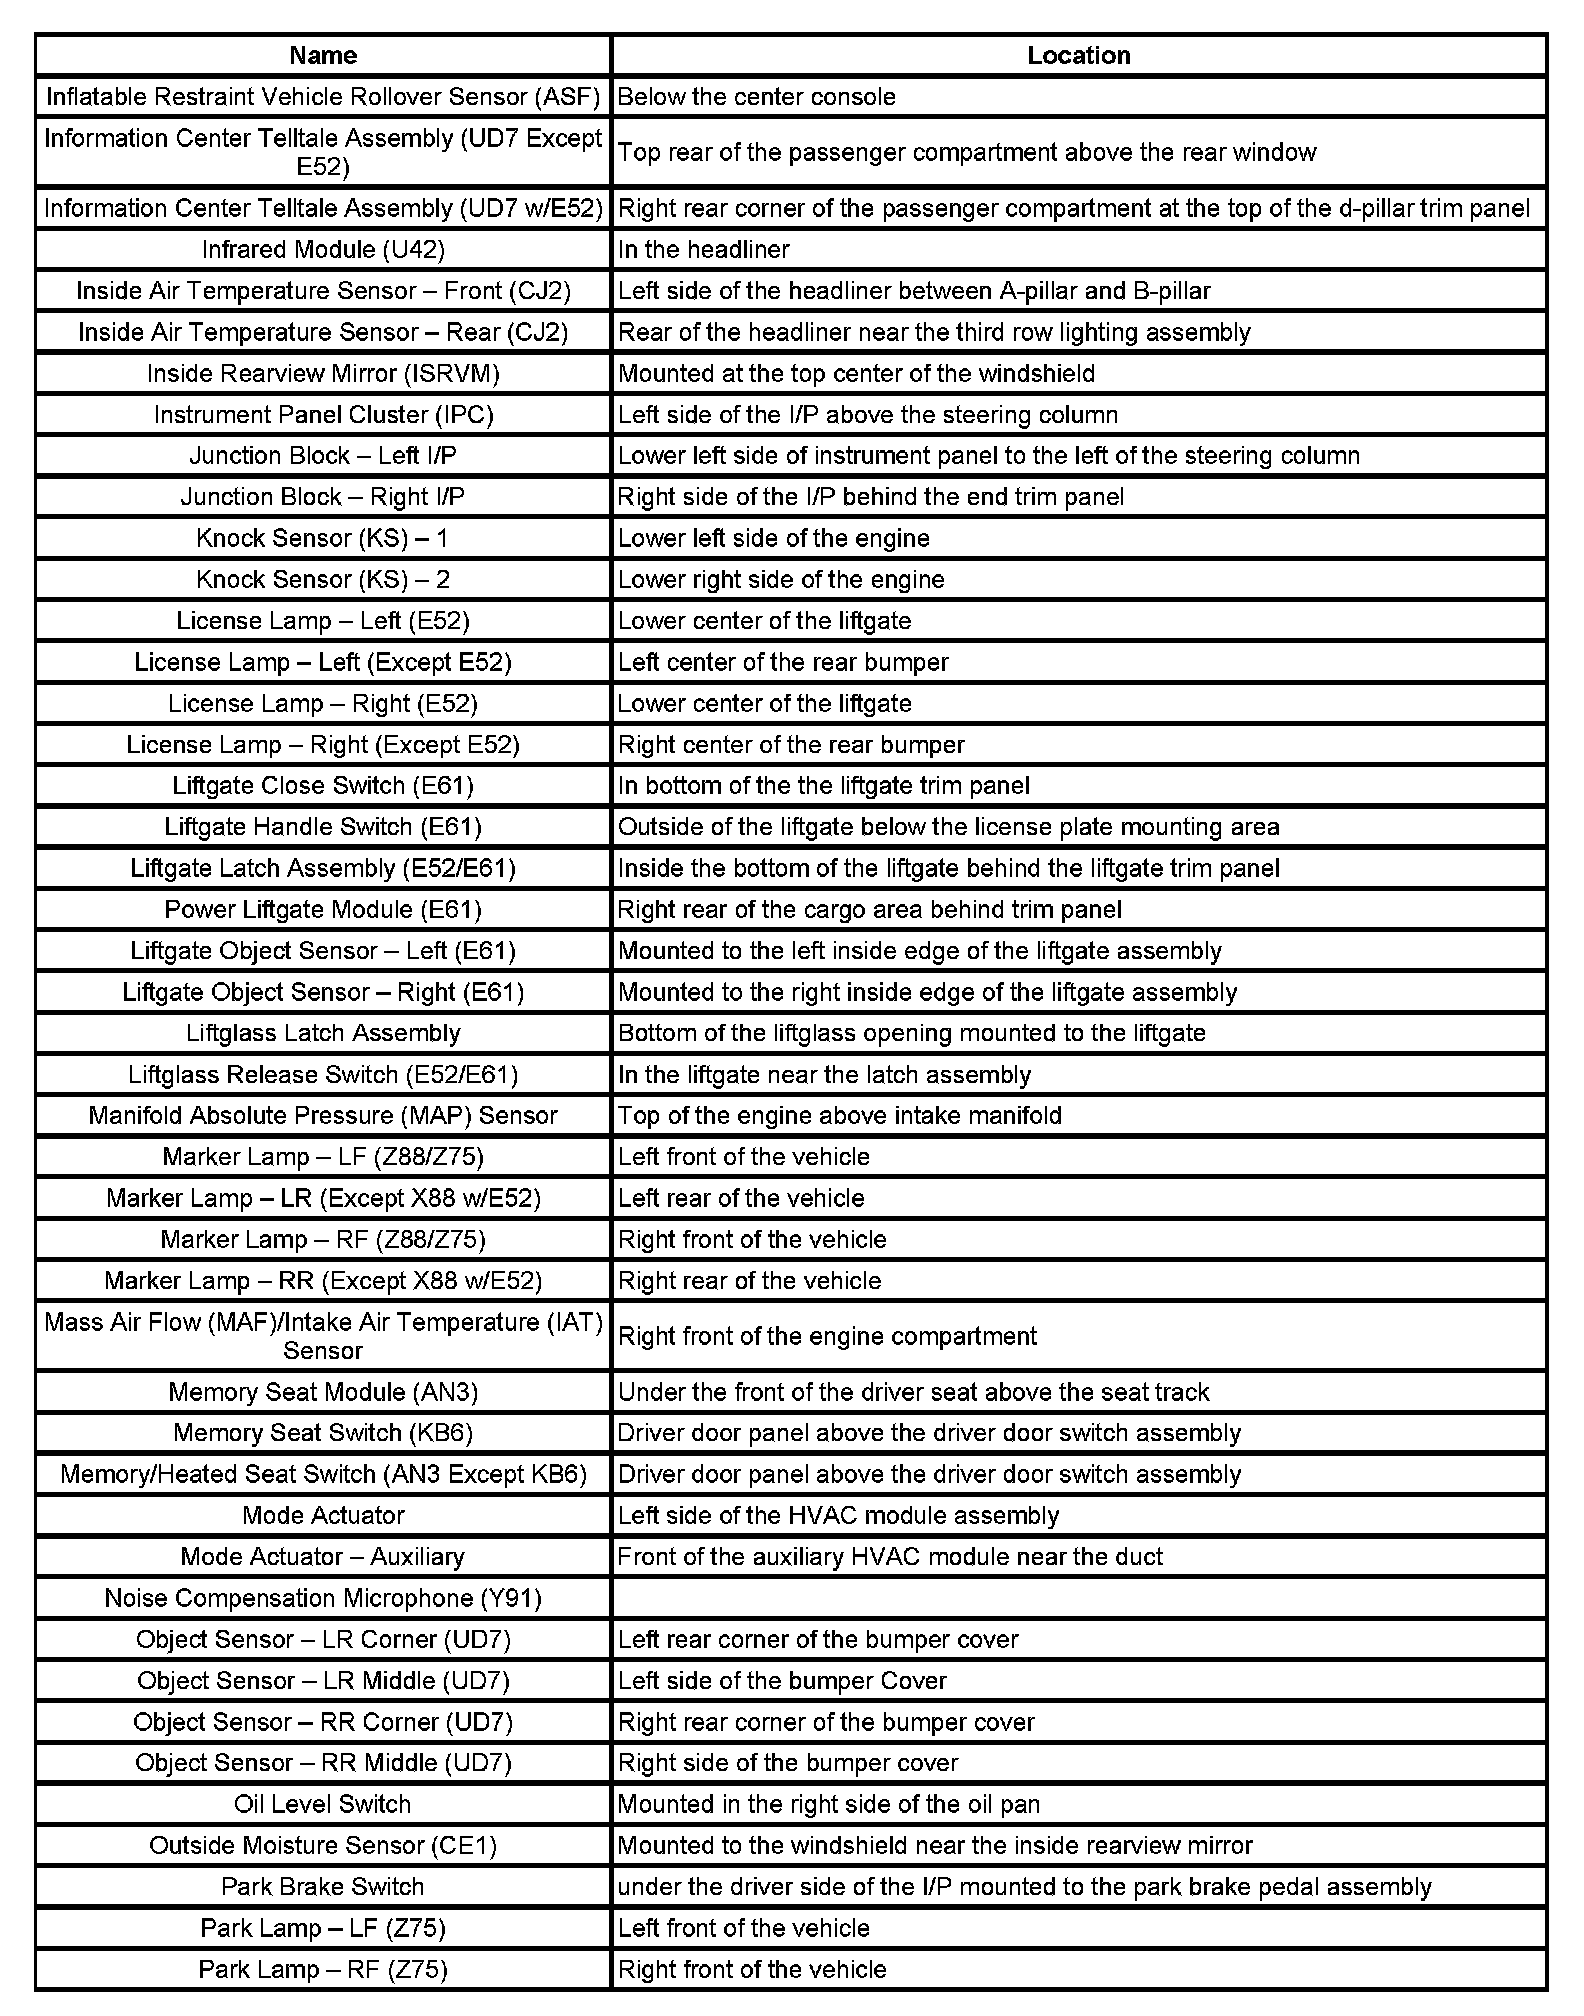 Name Location
Inflatable Restraint Vehicle Rollover Sensor (ASF) Below the center console
Information Center Telltale Assembly (UD7 Except
E52) Top rear of the passenger compartment above the rear window
Information Center Telltale Assembly (UD7 w/E52) Right rear corner of the passenger compartment at the top of the d-pillar trim panel
Infrared Module (U42) In the headliner
Inside Air Temperature Sensor – Front (CJ2) Left side of the headliner between A-pillar and B-pillar
Inside Air Temperature Sensor – Rear (CJ2) Rear of the headliner near the third row lighting assembly
Inside Rearview Mirror (ISRVM) Mounted at the top center of the windshield
Instrument Panel Cluster (IPC) Left side of the I/P above the steering column
Junction Block – Left I/P Lower left side of instrument panel to the left of the steering column
Junction Block – Right I/P Right side of the I/P behind the end trim panel
Knock Sensor (KS) – 1 Lower left side of the engine
Knock Sensor (KS) – 2 Lower right side of the engine
License Lamp – Left (E52) Lower center of the liftgate
License Lamp – Left (Except E52) Left center of the rear bumper
License Lamp – Right (E52) Lower center of the liftgate
License Lamp – Right (Except E52) Right center of the rear bumper
Liftgate Close Switch (E61) In bottom of the the liftgate trim panel
Liftgate Handle Switch (E61) Outside of the liftgate below the license plate mounting area
Liftgate Latch Assembly (E52/E61) Inside the bottom of the liftgate behind the liftgate trim panel
Power Liftgate Module (E61) Right rear of the cargo area behind trim panel
Liftgate Object Sensor – Left (E61) Mounted to the left inside edge of the liftgate assembly
Liftgate Object Sensor – Right (E61) Mounted to the right inside edge of the liftgate assembly
Liftglass Latch Assembly Bottom of the liftglass opening mounted to the liftgate
Liftglass Release Switch (E52/E61) In the liftgate near the latch assembly
Manifold Absolute Pressure (MAP) Sensor Top of the engine above intake manifold
Marker Lamp – LF (Z88/Z75) Left front of the vehicle
Marker Lamp – LR (Except X88 w/E52) Left rear of the vehicle
Marker Lamp – RF (Z88/Z75) Right front of the vehicle
Marker Lamp – RR (Except X88 w/E52) Right rear of the vehicle
Mass Air Flow (MAF)/Intake Air Temperature (IAT)
Sensor Right front of the engine compartment
Memory Seat Module (AN3) Under the front of the driver seat above the seat track
Memory Seat Switch (KB6) Driver door panel above the driver door switch assembly
Memory/Heated Seat Switch (AN3 Except KB6) Driver door panel above the driver door switch assembly
Mode Actuator Left side of the HVAC module assembly
Mode Actuator – Auxiliary Front of the auxiliary HVAC module near the duct
Noise Compensation Microphone (Y91)
Object Sensor – LR Corner (UD7) Left rear corner of the bumper cover
Object Sensor – LR Middle (UD7) Left side of the bumper Cover
Object Sensor – RR Corner (UD7) Right rear corner of the bumper cover
Object Sensor – RR Middle (UD7) Right side of the bumper cover
Oil Level Switch Mounted in the right side of the oil pan
Outside Moisture Sensor (CE1) Mounted to the windshield near the inside rearview mirror
Park Brake Switch under the driver side of the I/P mounted to the park brake pedal assembly
Park Lamp – LF (Z75) Left front of the vehicle
Park Lamp – RF (Z75) Right front of the vehicle